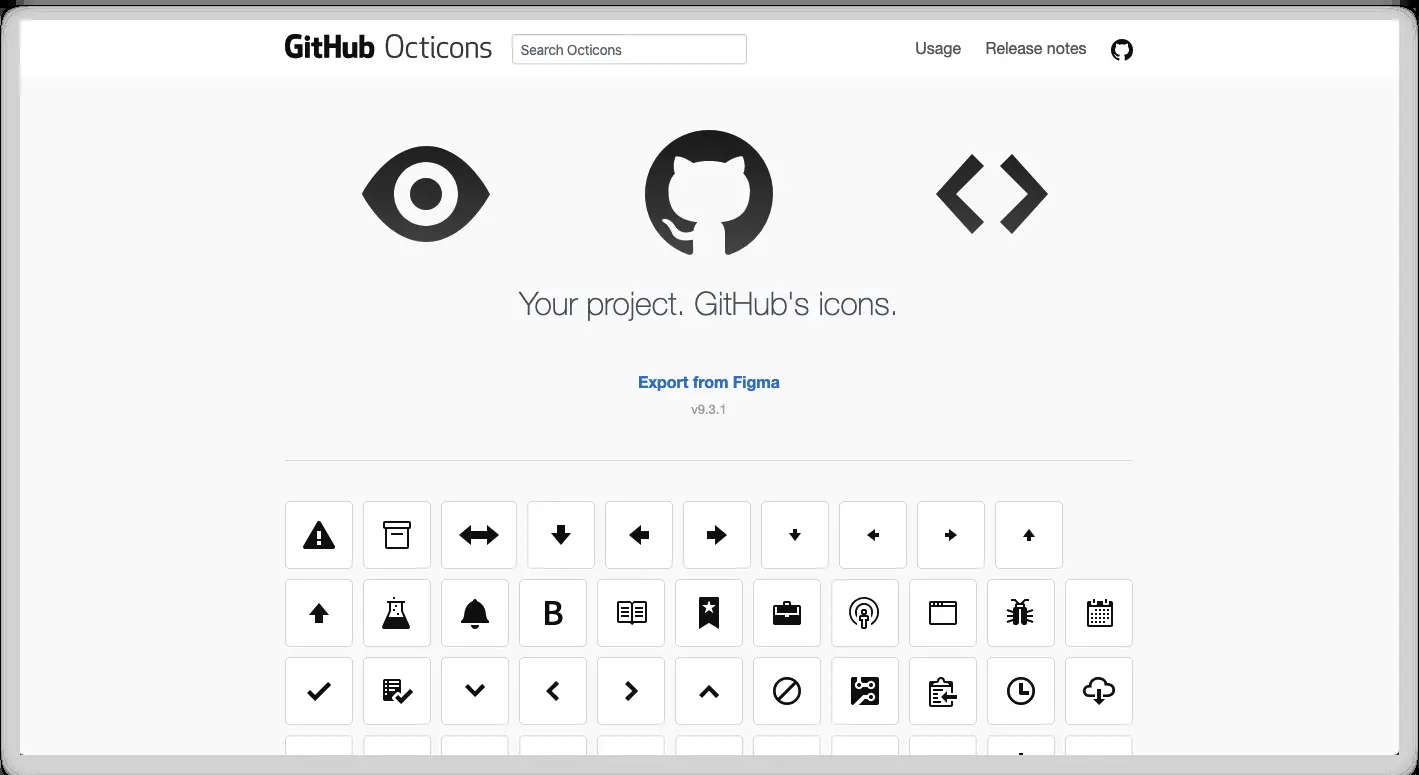 GitHub Octicons
Search Octicons
Usage
Release notes
Your project. GitHub's icons.
Export from Figma
v9.3.1
B